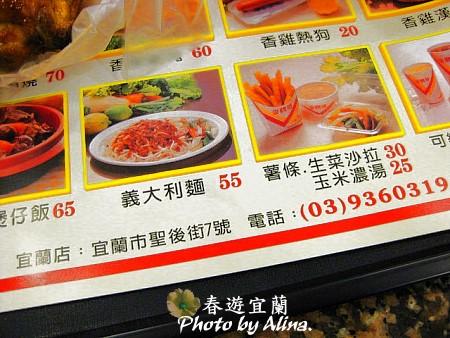 香雞熱狗 20
香雞漢
燒 70
香 60
煲仔飯 65
義大利麵 55
薯條.生菜沙拉 30
玉米濃湯 25
宜蘭店：宜蘭市聖後街7號 電話：(03)9360319
春遊宜蘭
Photo by Alina.